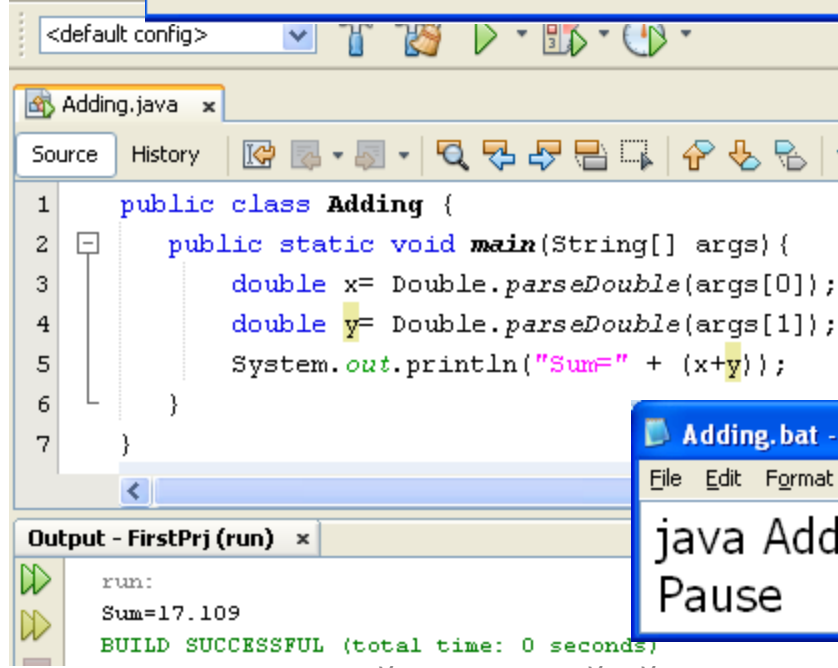 <default config>
Adding.java x
Source History
1 public class Adding {
2 public static void main(String[] args){
3 double x= Double.parseDouble(args[0]);
4 double y= Double.parseDouble(args[1]);
5 System.out.println("Sum=" + (x+y));
6 }
7 }
Adding.bat -
File Edit Format
java Add
Pause
Output - FirstPrj (run) x
run:
Sum=17.109
BUILD SUCCESSFUL (total time: 0 seconds)